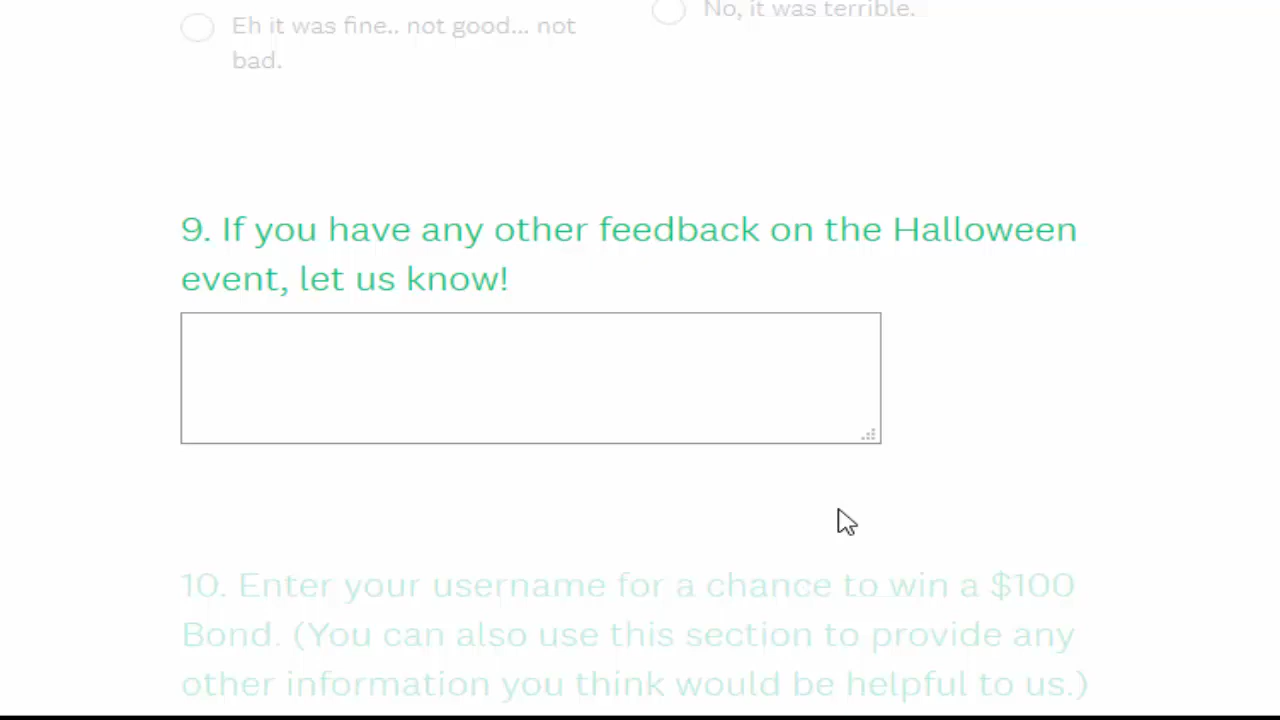 No, it was terrible.
Eh it was fine.. not good... not
bad.
9. If you have any other feedback on the Halloween
event, let us know!
10. Enter your username for a chance to win a $100
Bond. (You can also use this section to provide any
other information you think would be helpful to us.)